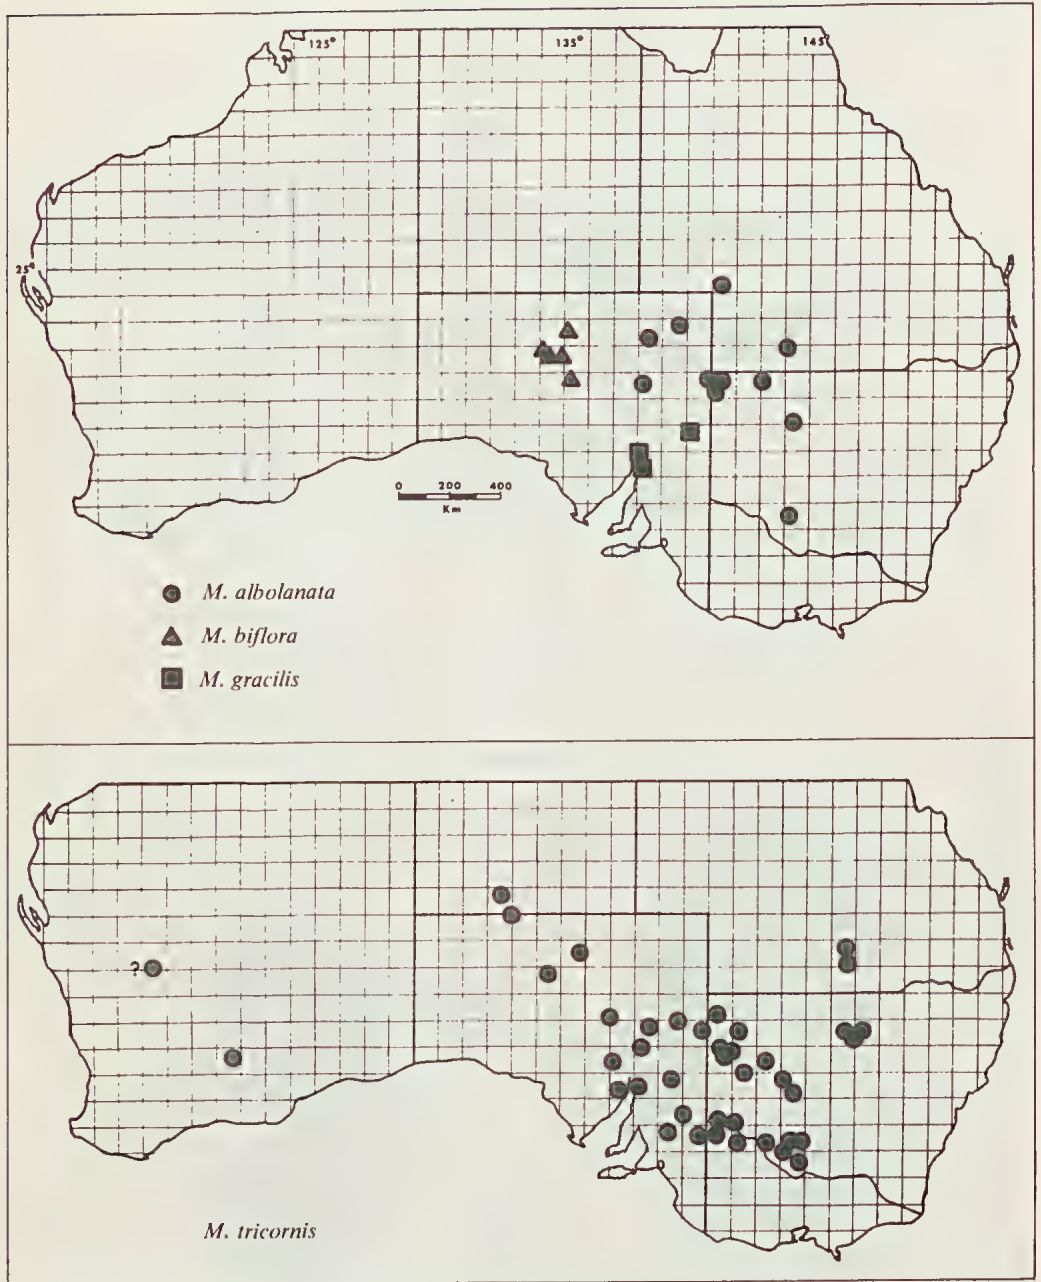 125°
135°
145°
25°
0 200 400
Km
M. albolanata
M. biflora
M. gracilis
?
M. tricornis